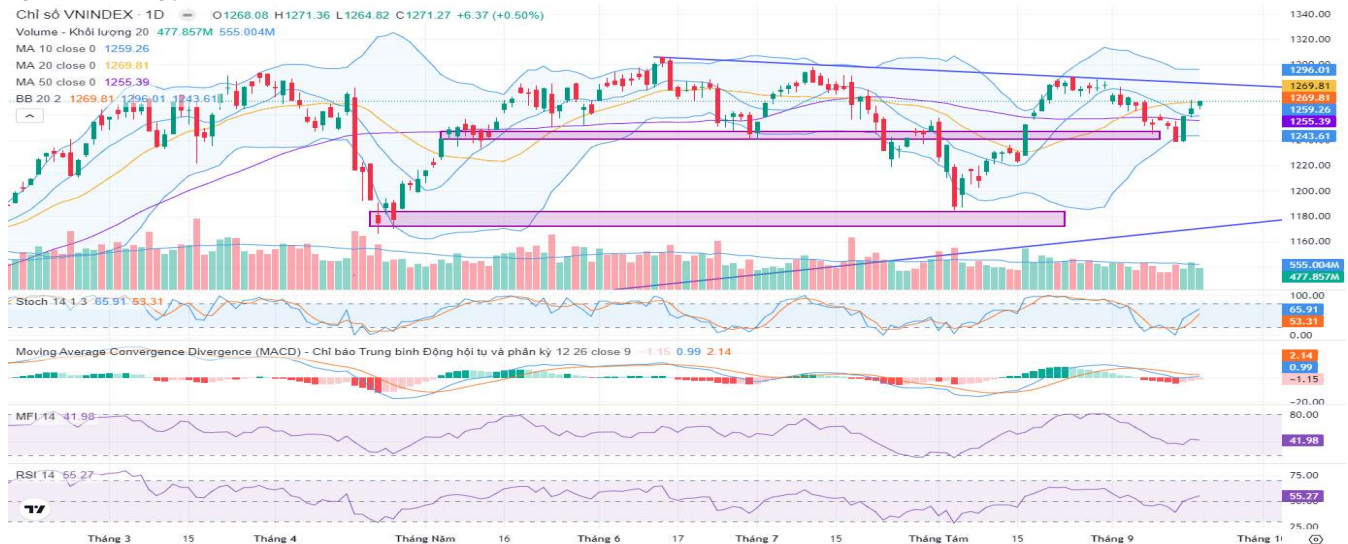 Chỉ số VNINDEX · 1D O1268.08 H1271.36 L1264.82 C1271.27 +6.37 (+0.50%)
Volume - Khối lượng 20 477.857M 555.004M
MA 10 close 0 1259.26
MA 20 close 0 1269.81
MA 50 close 0 1255.39
BB 20 2 1269.81 1296.01 1243.61
1340.00
1320.00
1296.01
1269.81
1269.81
1259.26
1255.39
1243.61
1220.00
1200.00
1180.00
1160.00
555.004M
477.857M
Stoch 14 1 3 65.91 53.31
100.00
65.91
53.31
0.00
Moving Average Convergence Divergence (MACD) - Chỉ báo Trung bình Động hội tụ và phân kỳ 12 26 close 9 -1.15 0.99 2.14
2.14
0.99
-1.15
-20.00
MFI 14 41.98
80.00
41.98
RSI 14 55.27
75.00
55.27
25.00
Tháng 3 15 Tháng 4 Tháng Năm 16 Tháng 6 17 Tháng 7 15 Tháng Tám 15 Tháng 9